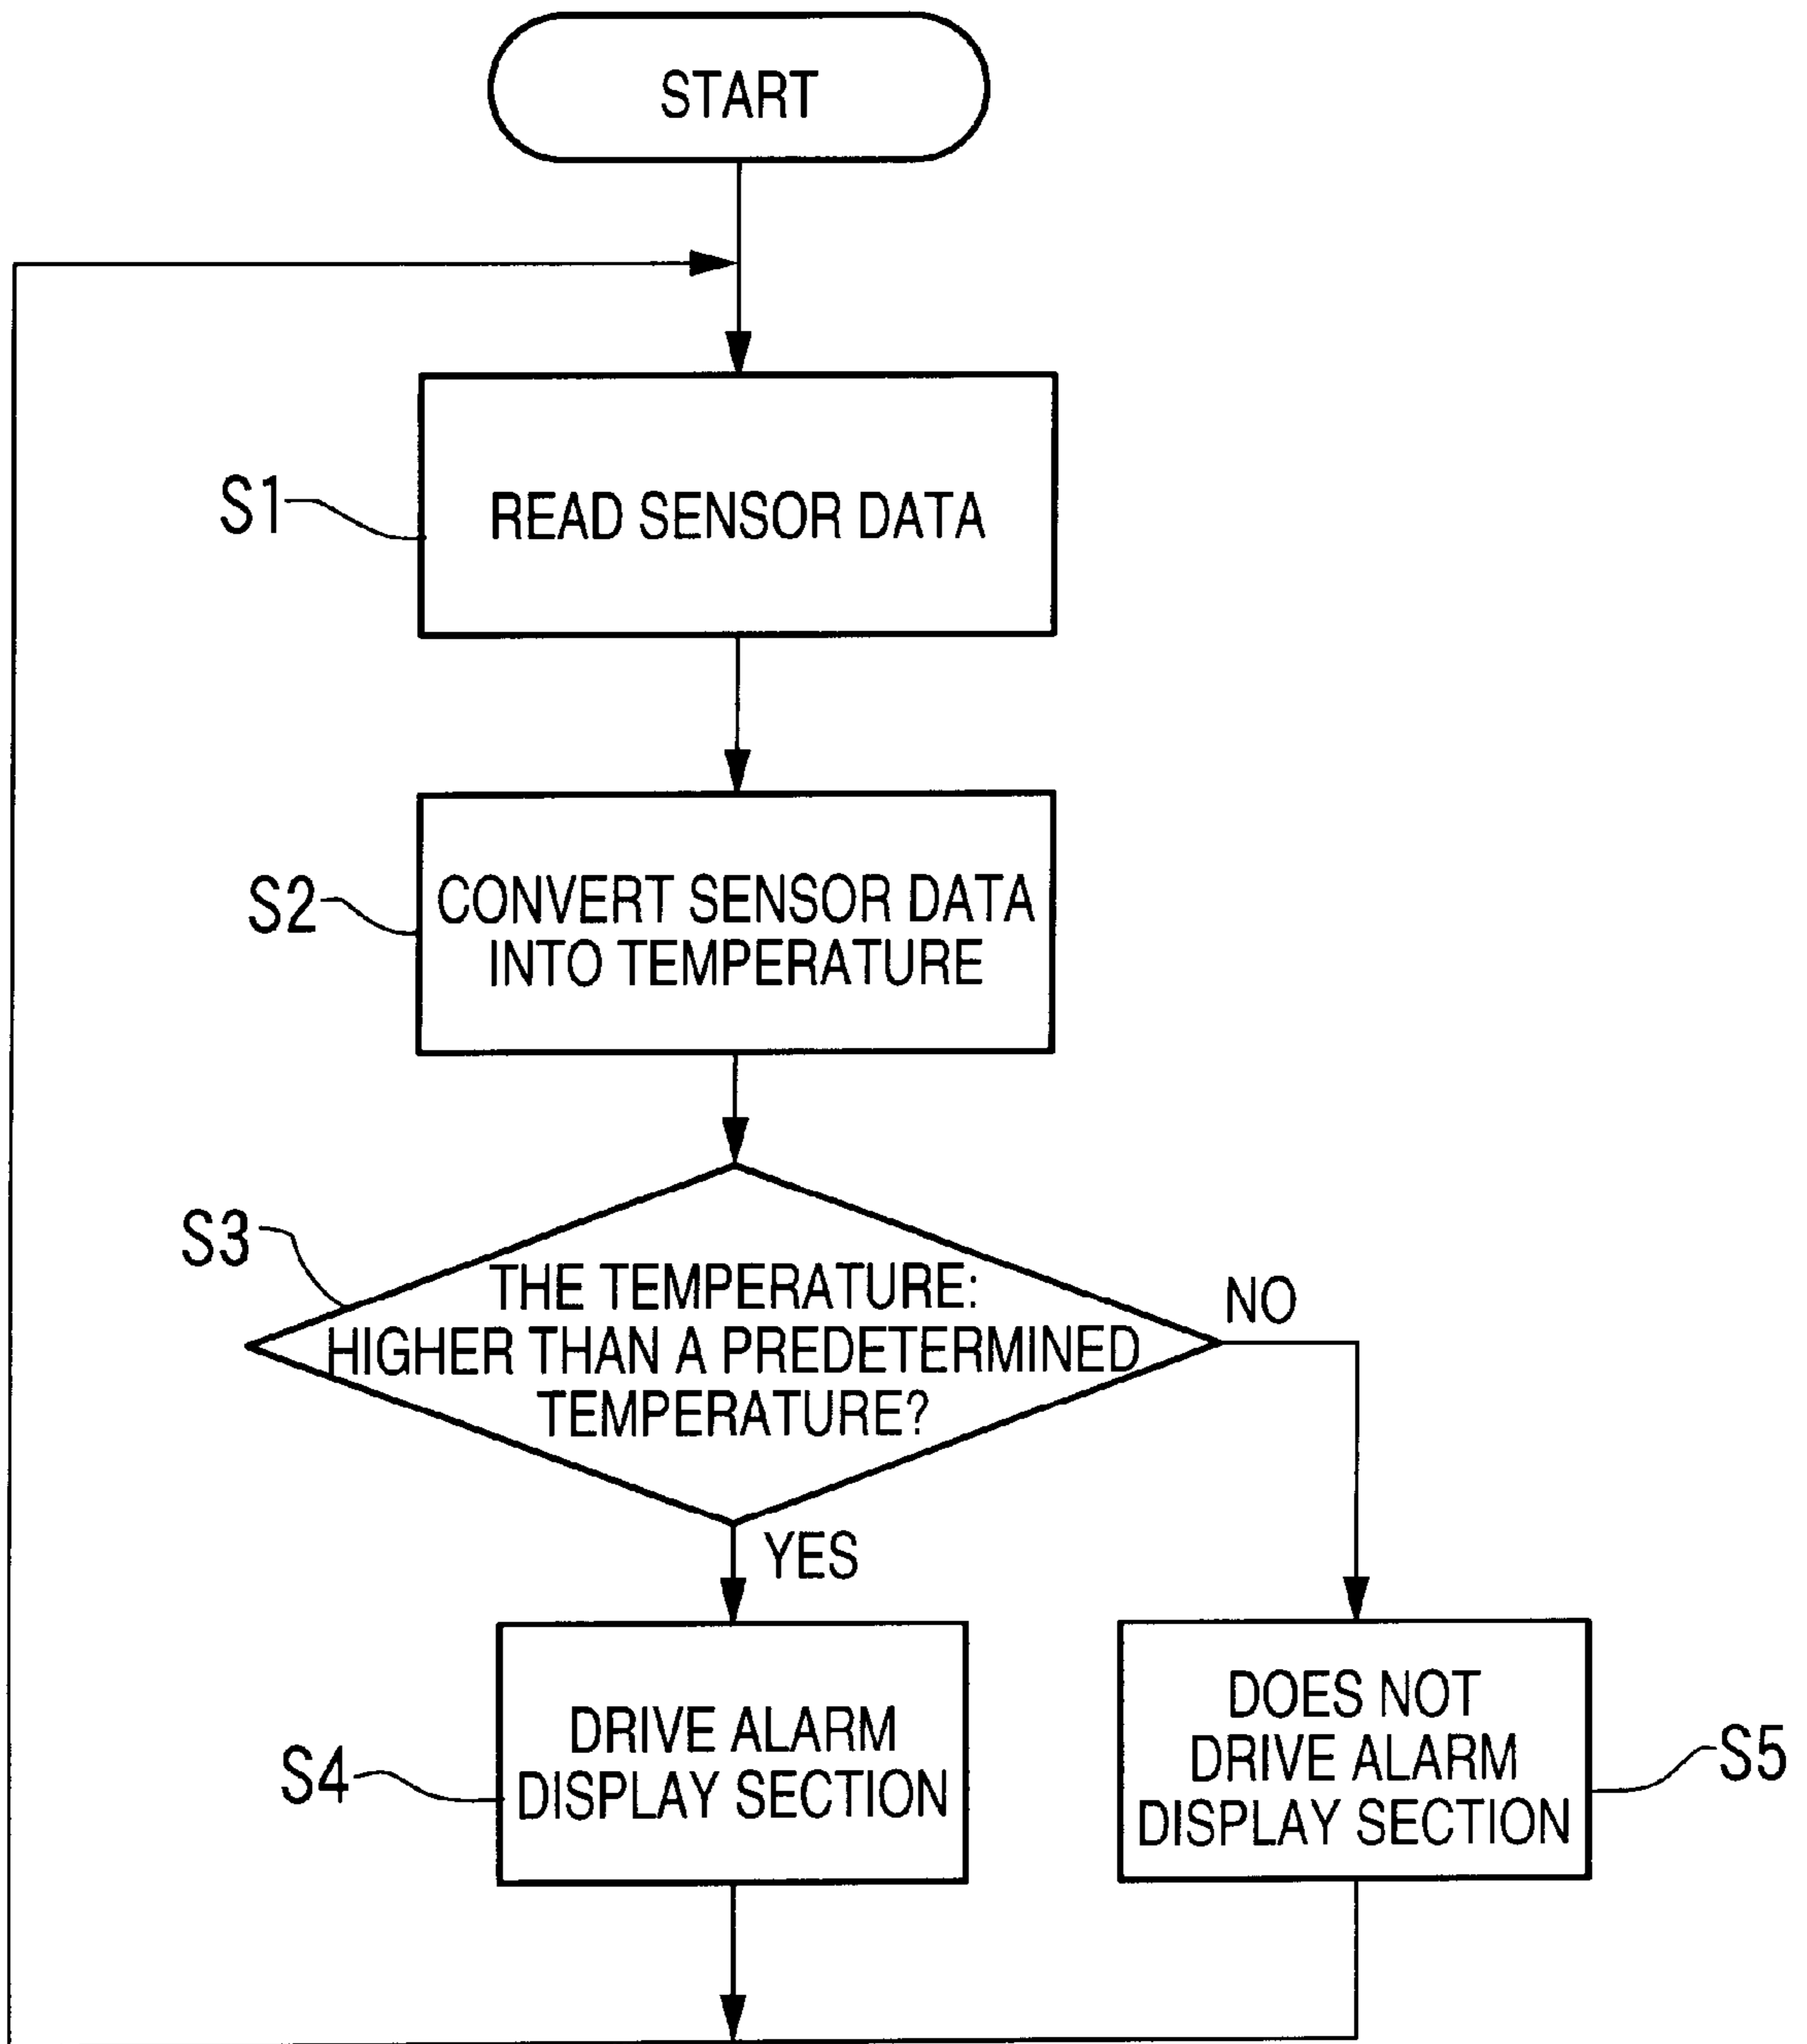 START
S1
READ SENSOR DATA
S2
CONVERT SENSOR DATA
INTO TEMPERATURE
S3
THE TEMPERATURE:
HIGHER THAN A PREDETERMINED
TEMPERATURE?
NO
YES
S4
DRIVE ALARM
DISPLAY SECTION
DOES NOT
DRIVE ALARM
DISPLAY SECTION
S5